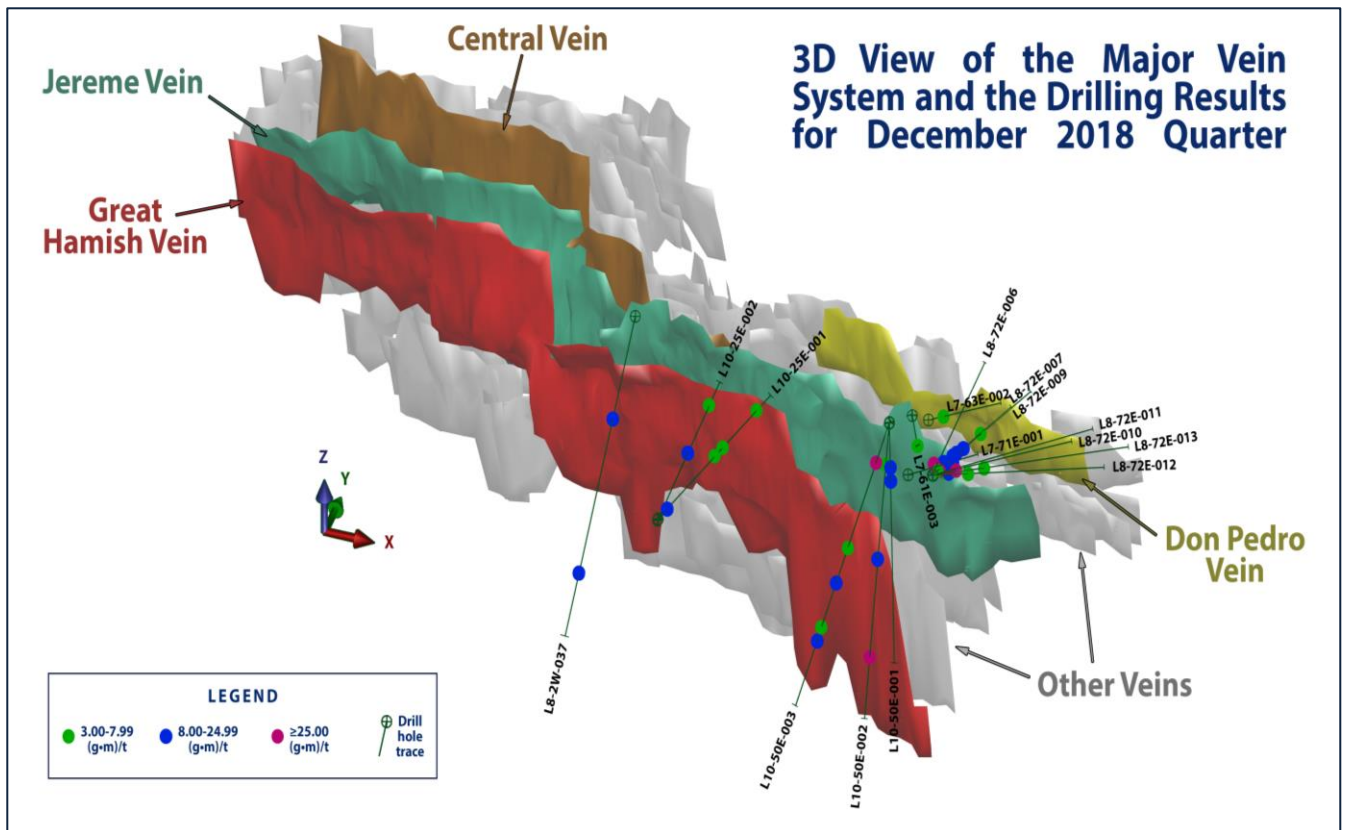 Central Vein
Jereme Vein
Great
Hamish Vein
3D View of the Major Vein
System and the Drilling Results
for December 2018 Quarter
L8-72E-006
L10-25E-002
L10-25E-001
L8-72E-007
L8-72E-009
L7-63E-002
L8-72E-011
L7-71E-001
L8-72E-010
L8-72E-013
L8-72E-012
L7-61E-003
Z
Y
X
Don Pedro
Vein
Other Veins
L8-2W-037
L10-50E-003
L10-50E-002
L10-50E-001
LEGEND
3.00-7.99
(g•m)/t
8.00-24.99
(g•m)/t
≥25.00
(g•m)/t
Drill
hole
trace